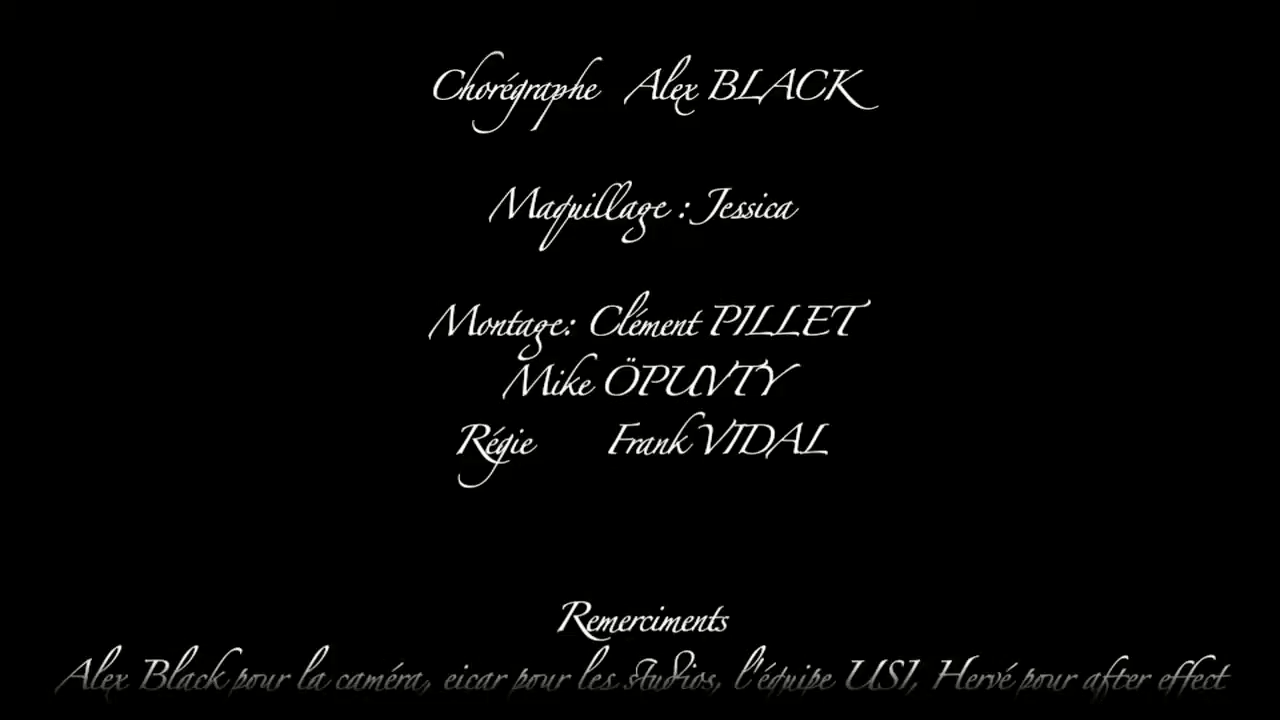 Chorégraphe Alex BLACK
Maquillage : Jessica
Montage: Clément PILLET
Mike ÖPUVTY
Régie Frank VIDAL
Remerciments
Alex Black pour la caméra, eicar pour les studios, l'équipe USI, Hervé pour after effect